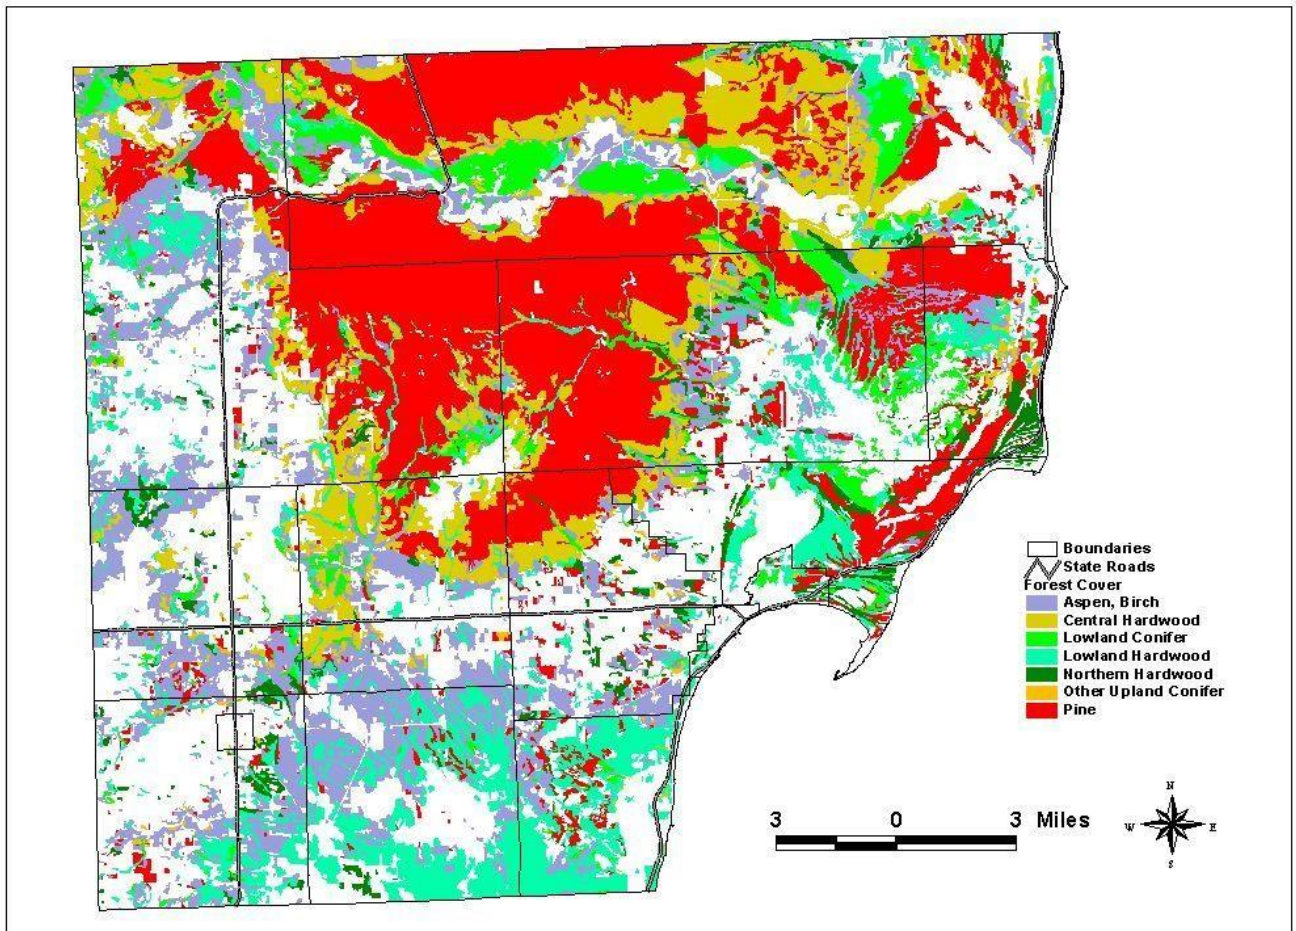 Boundaries
State Roads
Forest Cover
Aspen, Birch
Central Hardwood
Lowland Conifer
Lowland Hardwood
Northern Hardwood
Other Upland Conifer
Pine
3 0 3 Miles
N
W E
S